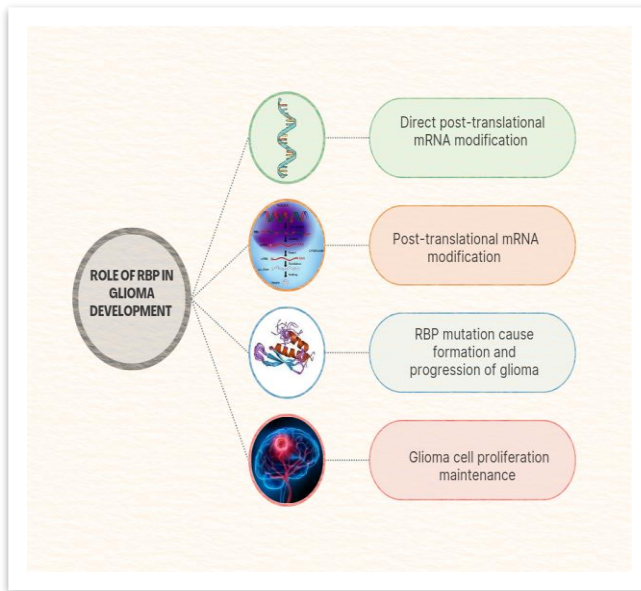 Direct post-translational
mRNA modification
Post-translational mRNA
modification
ROLE OF RBP IN
GLIOMA
DEVELOPMENT
RBP mutation cause
formation and
progression of glioma
Glioma cell proliferation
maintenance